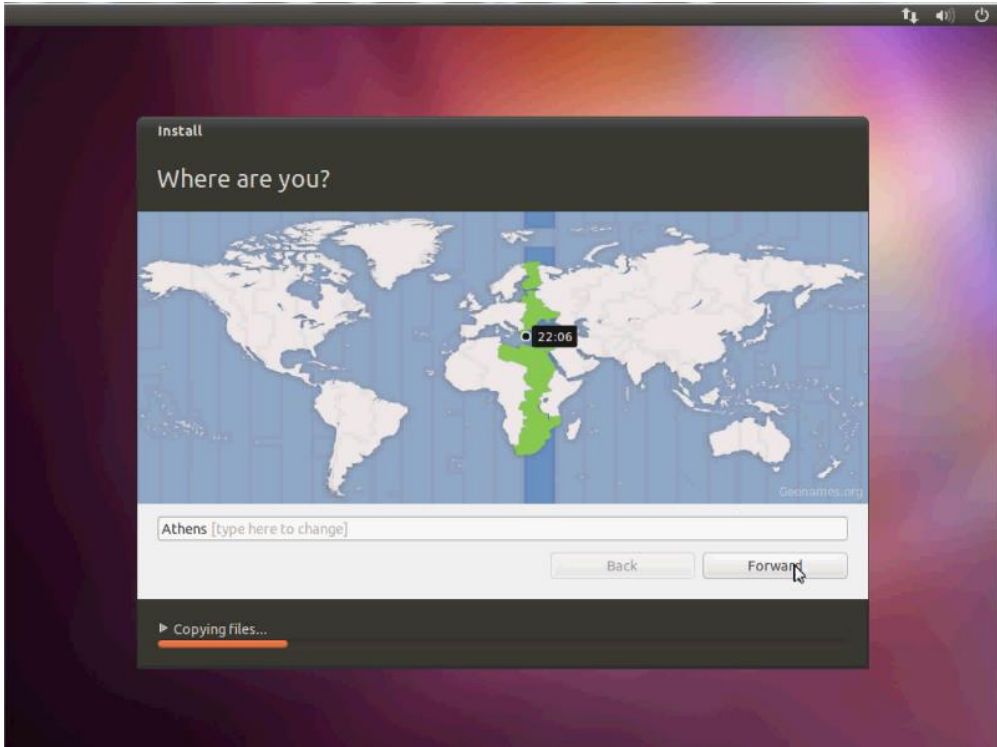 Install
Where are you?
22:06
Geonames.org
Athens [type here to change]
Back
Forward
Copying files...